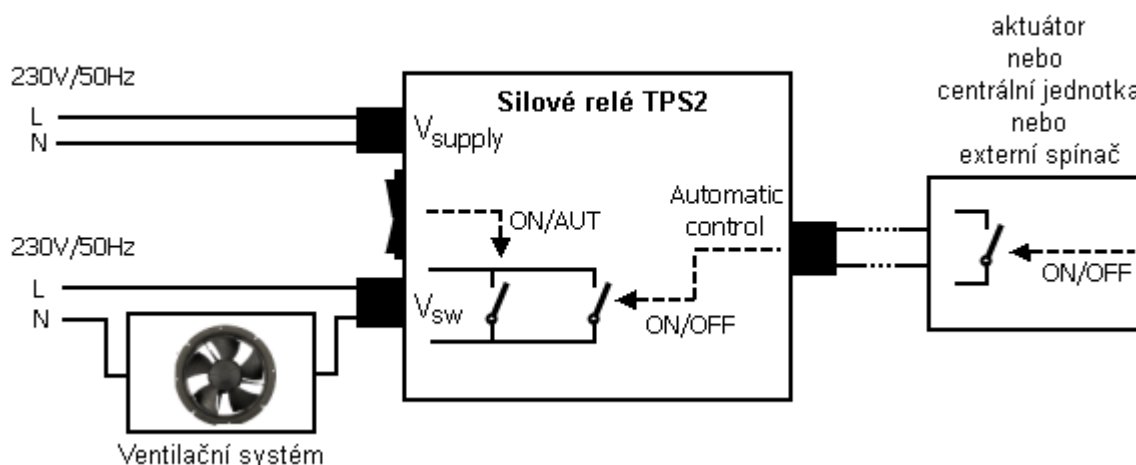 230V/50Hz
L
N
Silové relé TPS2
Vsupply
ON/AUT
Automatic
control
ON/OFF
230V/50Hz
L
N
Vsw
Ventilační systém
aktuátor
nebo
centrální jednotka
nebo
externí spínač
ON/OFF